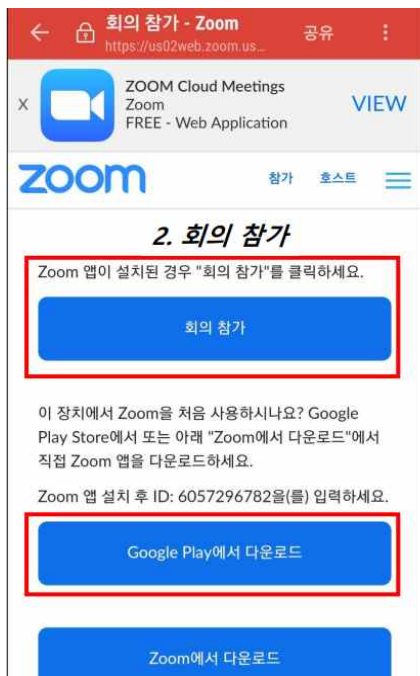 회의 참가 - Zoom
https://us02web.zoom.us...
공유
X
ZOOM Cloud Meetings
Zoom
FREE - Web Application
VIEW
zoom
참가
호스트
2. 회의 참가
Zoom 앱이 설치된 경우 "회의 참가"를 클릭하세요.
회의 참가
이 장치에서 Zoom을 처음 사용하시나요? Google
Play Store에서 또는 아래 "Zoom에서 다운로드"에서
직접 Zoom 앱을 다운로드하세요.
Zoom 앱 설치 후 ID: 6057296782을(를) 입력하세요.
Google Play에서 다운로드
Zoom에서 다운로드